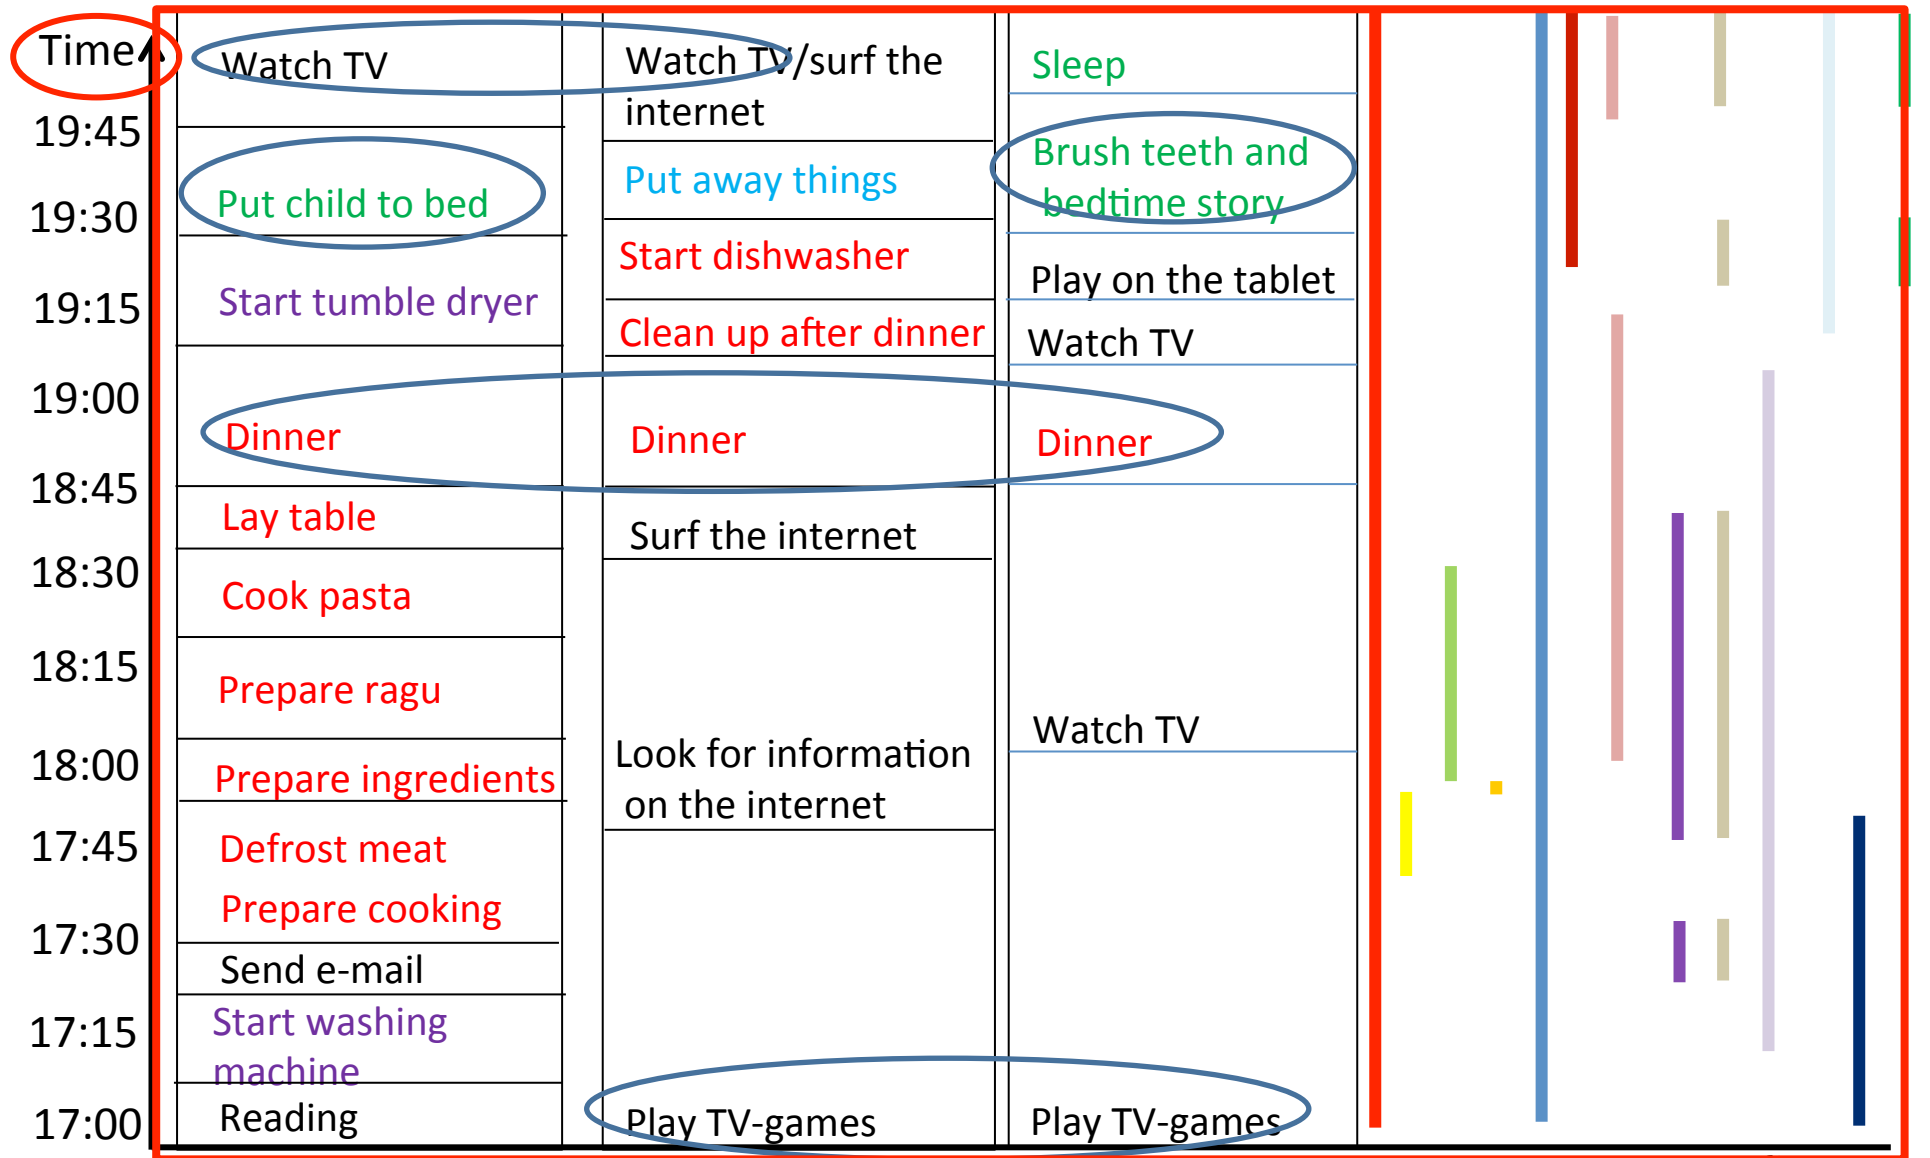 Time
19:45
19:30
19:15
19:00
18:45
18:30
18:15
18:00
17:45
17:30
17:15
17:00
Watch TV
Put child to bed
Start tumble dryer
Dinner
Lay table
Cook pasta
Prepare ragu
Prepare ingredients
Defrost meat
Prepare cooking
Send e-mail
Start washing
machine
Reading
Watch TV/surf the
internet
Put away things
Start dishwasher
Clean up after dinner
Dinner
Surf the internet
Look for information
on the internet
Play TV-games
Sleep
Brush teeth and
bedtime story
Play on the tablet
Watch TV
Dinner
Watch TV
Play TV-games